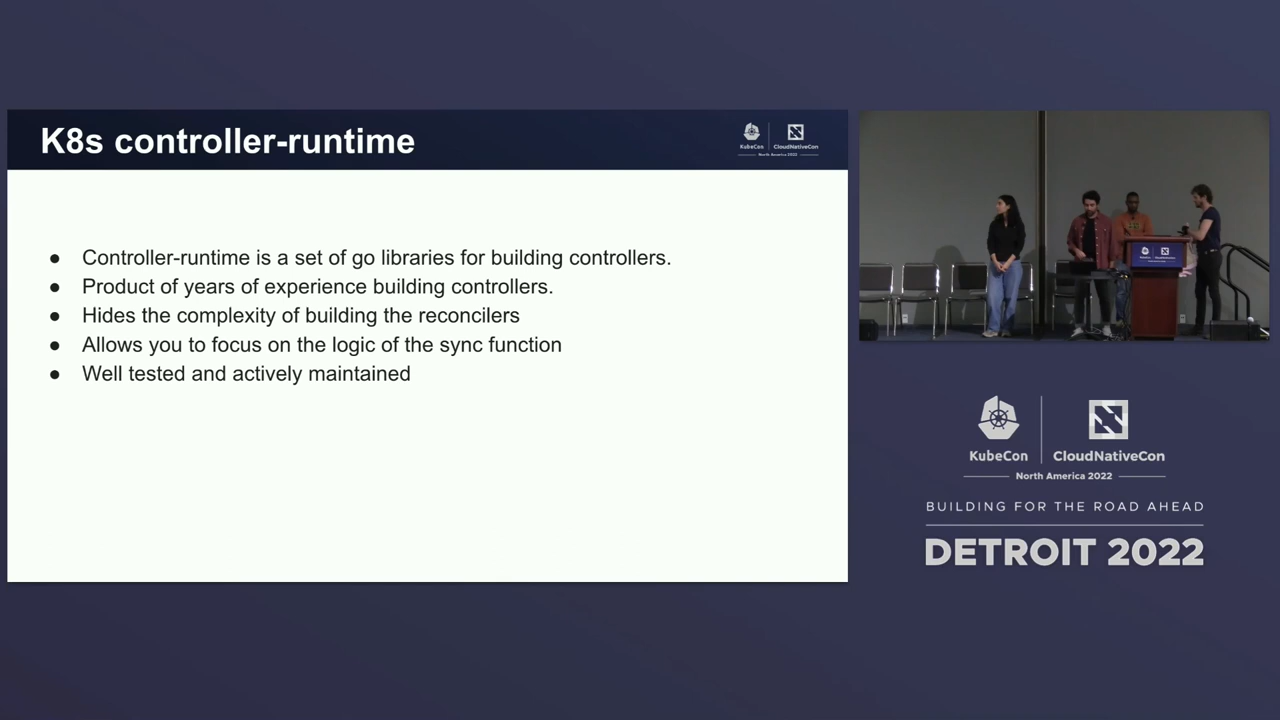 K8s controller-runtime
KubeCon
CloudNativeCon
North America 2022
● Controller-runtime is a set of go libraries for building controllers.
● Product of years of experience building controllers.
● Hides the complexity of building the reconcilers
● Allows you to focus on the logic of the sync function
● Well tested and actively maintained
KubeCon
CloudNativeCon
North America 2022
BUILDING FOR THE ROAD AHEAD
DETROIT 2022